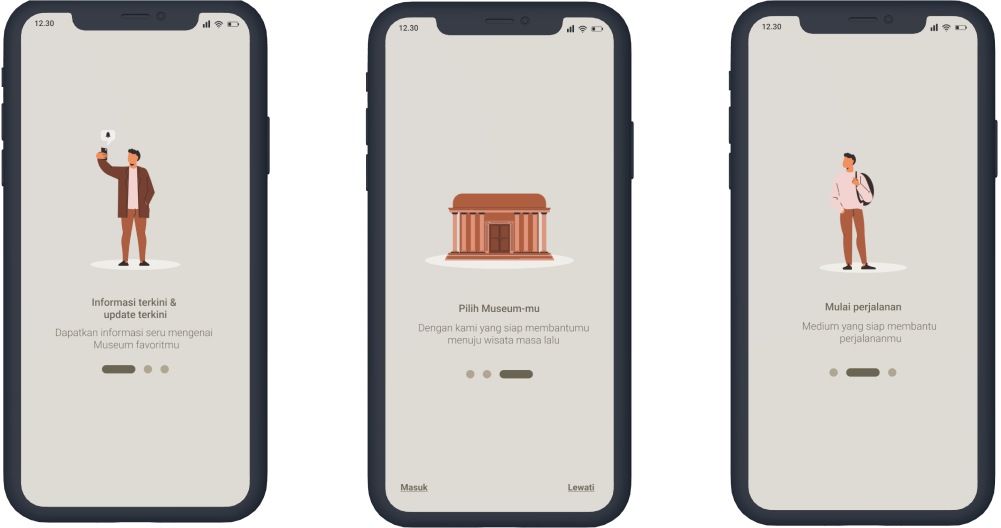 12.30
Informasi terkini &
update terkini
Dapatkan informasi seru mengenai
Museum favoritmu
12.30
Pilih Museum-mu
Dengan kami yang siap membantumu
menuju wisata masa lalu
Masuk
Lewati
12.30
Mulai perjalanan
Medium yang siap membantu
perjalananmu